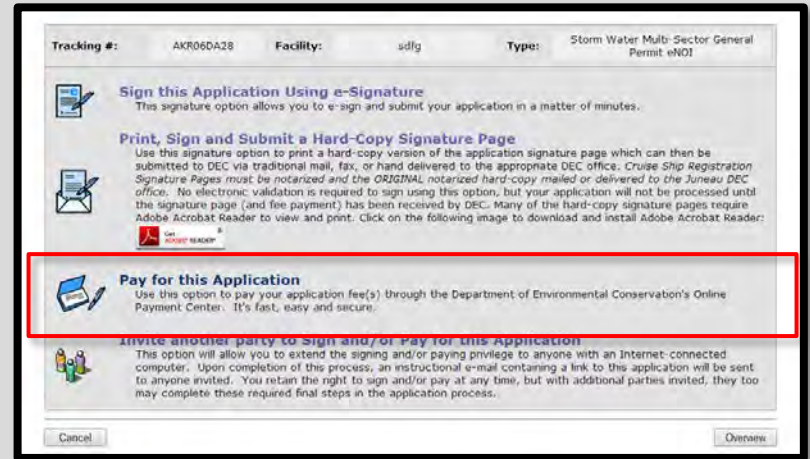 Tracking #: AKR06DA28 Facility: sdfg Type: Storm Water Multi-Sector General
Permit eNOI
Sign this Application Using e-Signature
This signature option allows you to e-sign and submit your application in a matter of minutes.
Print, Sign and Submit a Hard-Copy Signature Page
Use this signature option to print a hard-copy version of the application signature page which can then be
submitted to DEC via traditional mail, fax, or hand delivered to the appropriate DEC office. Cruise Ship Registration
Signature Pages must be notarized and the ORIGINAL notarized hard-copy mailed or delivered to the Juneau DEC
office. No electronic validation is required to sign using this option, but your application will not be processed until
the signature page (and fee payment) has been received by DEC. Many of the hard-copy signature pages require
Adobe Acrobat Reader to view and print. Click on the following image to download and install Adobe Acrobat Reader:
Get
ADOBE® READER®
Pay for this Application
Use this option to pay your application fee(s) through the Department of Environmental Conservation's Online
Payment Center. It's fast, easy and secure.
Invite another party to Sign and/or Pay for this Application
This option will allow you to extend the signing and/or paying privilege to anyone with an Internet-connected
computer. Upon completion of this process, an instructional e-mail containing a link to this application will be sent
to anyone invited. You retain the right to sign and/or pay at any time, but with additional parties invited, they too
may complete these required final steps in the application process.
Cancel Overview